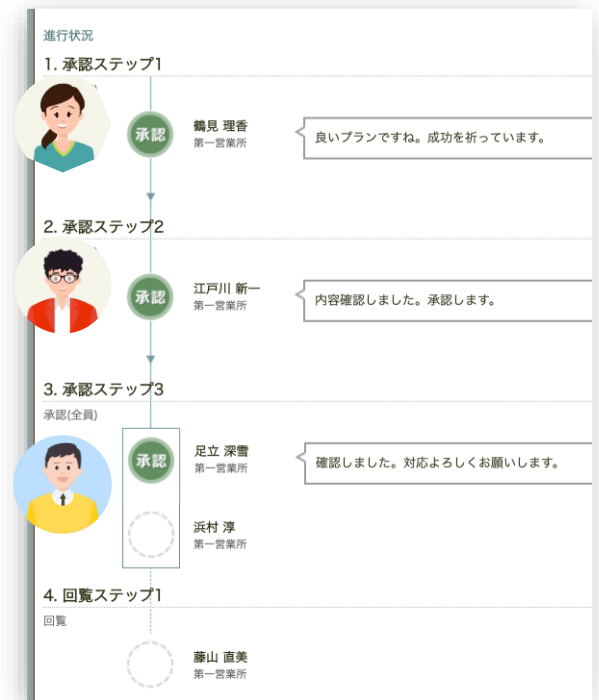 進行状況
1. 承認ステップ1
承認
鶴見 理香
第一営業所
良いプランですね。成功を祈っています。
2. 承認ステップ2
承認
江戸川 新一
第一営業所
内容確認しました。承認します。
3. 承認ステップ3
承認(全員)
承認
足立 深雪
第一営業所
確認しました。対応よろしくお願いします。
浜村 淳
第一営業所
4. 回覧ステップ1
回覧
藤山 直美
第一営業所